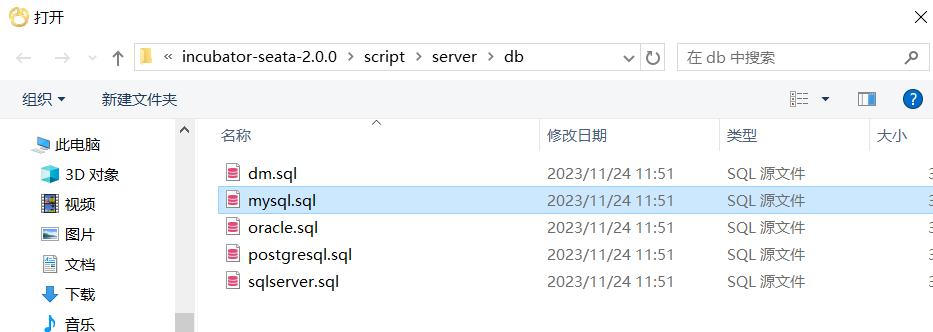 打开
« incubator-seata-2.0.0 > script > server > db
在 db 中搜索
组织
新建文件夹
名称 修改日期 类型 大小
此电脑
3D 对象
视频
图片
文档
下载
音乐
dm.sql 2023/11/24 11:51 SQL 源文件
mysql.sql 2023/11/24 11:51 SQL 源文件
oracle.sql 2023/11/24 11:51 SQL 源文件
postgresql.sql 2023/11/24 11:51 SQL 源文件
sqlserver.sql 2023/11/24 11:51 SQL 源文件